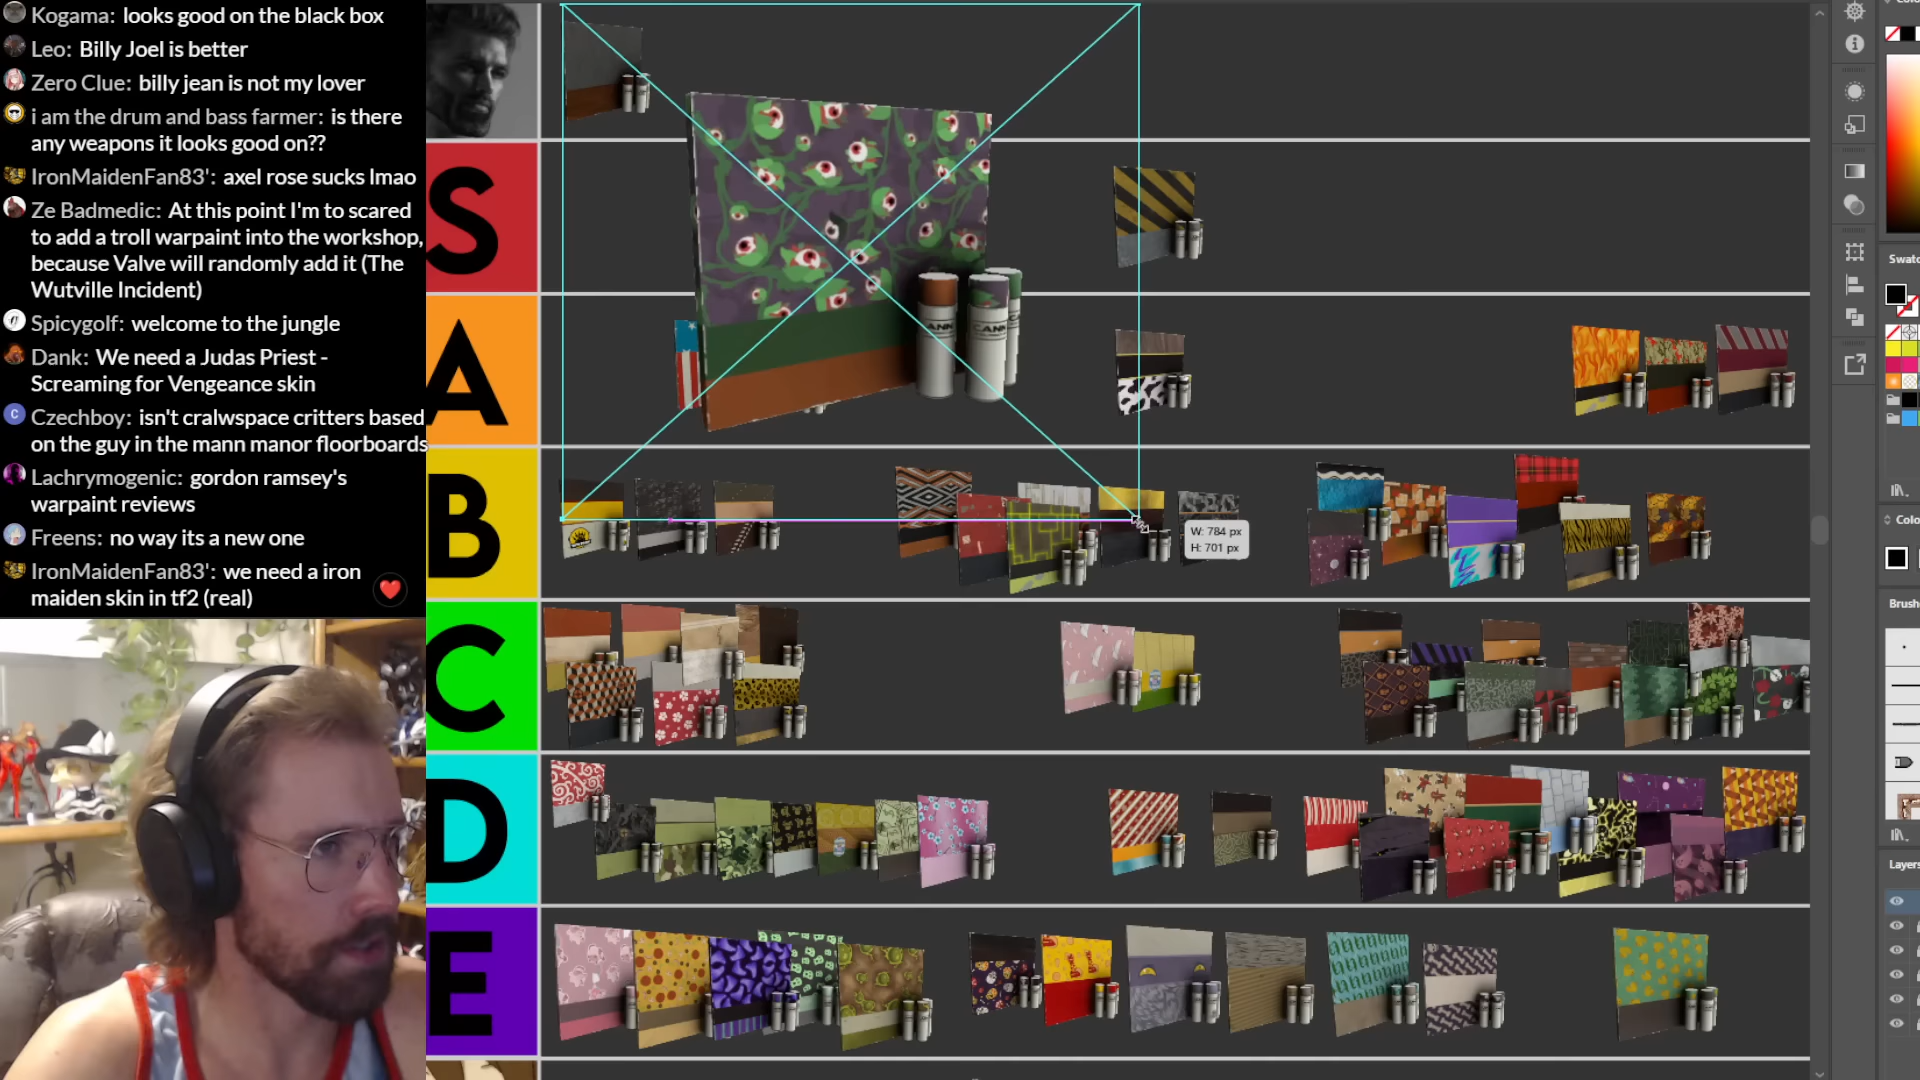 Kogama: looks good on the black box
Leo: Billy Joel is better
Zero Clue: billy jean is not my lover
i am the drum and bass farmer: is there
any weapons it looks good on??
IronMaidenFan83': axel rose sucks lmao
Ze Badmedic: At this point I'm to scared
to add a troll warpaint into the workshop,
because Valve will randomly add it (The
Wutville Incident)
Spicygolf: welcome to the jungle
Dank: We need a Judas Priest -
Screaming for Vengeance skin
Czechboy: isn't cralwspace critters based
on the guy in the mann manor floorboards
Lachrymogenic: gordon ramsey's
warpaint reviews
Freens: no way its a new one
IronMaidenFan83': we need a iron
maiden skin in tf2 (real)
S
A
B
C
D
E
W: 784 px
H: 701 px
Swatc
Colo
Brushe
Layers